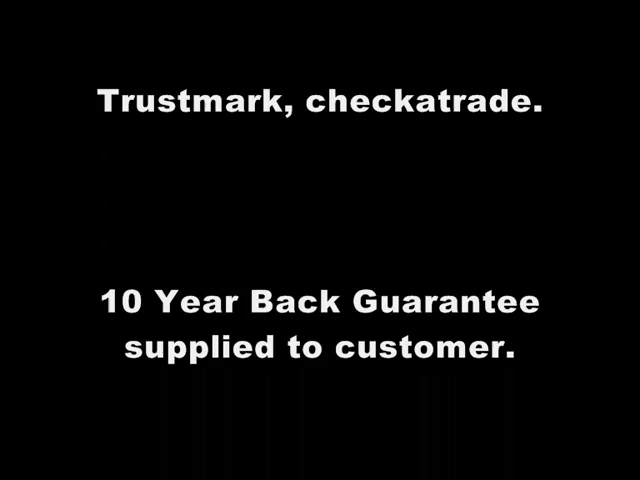 Trustmark, checkatrade.
10 Year Back Guarantee
supplied to customer.